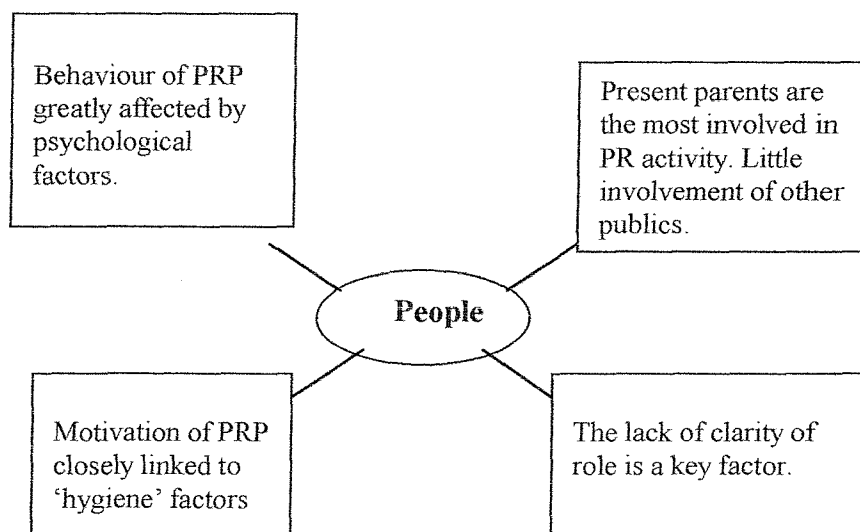 Behaviour of PRP
greatly affected by
psychological
factors.
Present parents are
the most involved in
PR activity. Little
involvement of other
publics.
People
Motivation of PRP
closely linked to
‘hygiene’ factors
The lack of clarity of
role is a key factor.